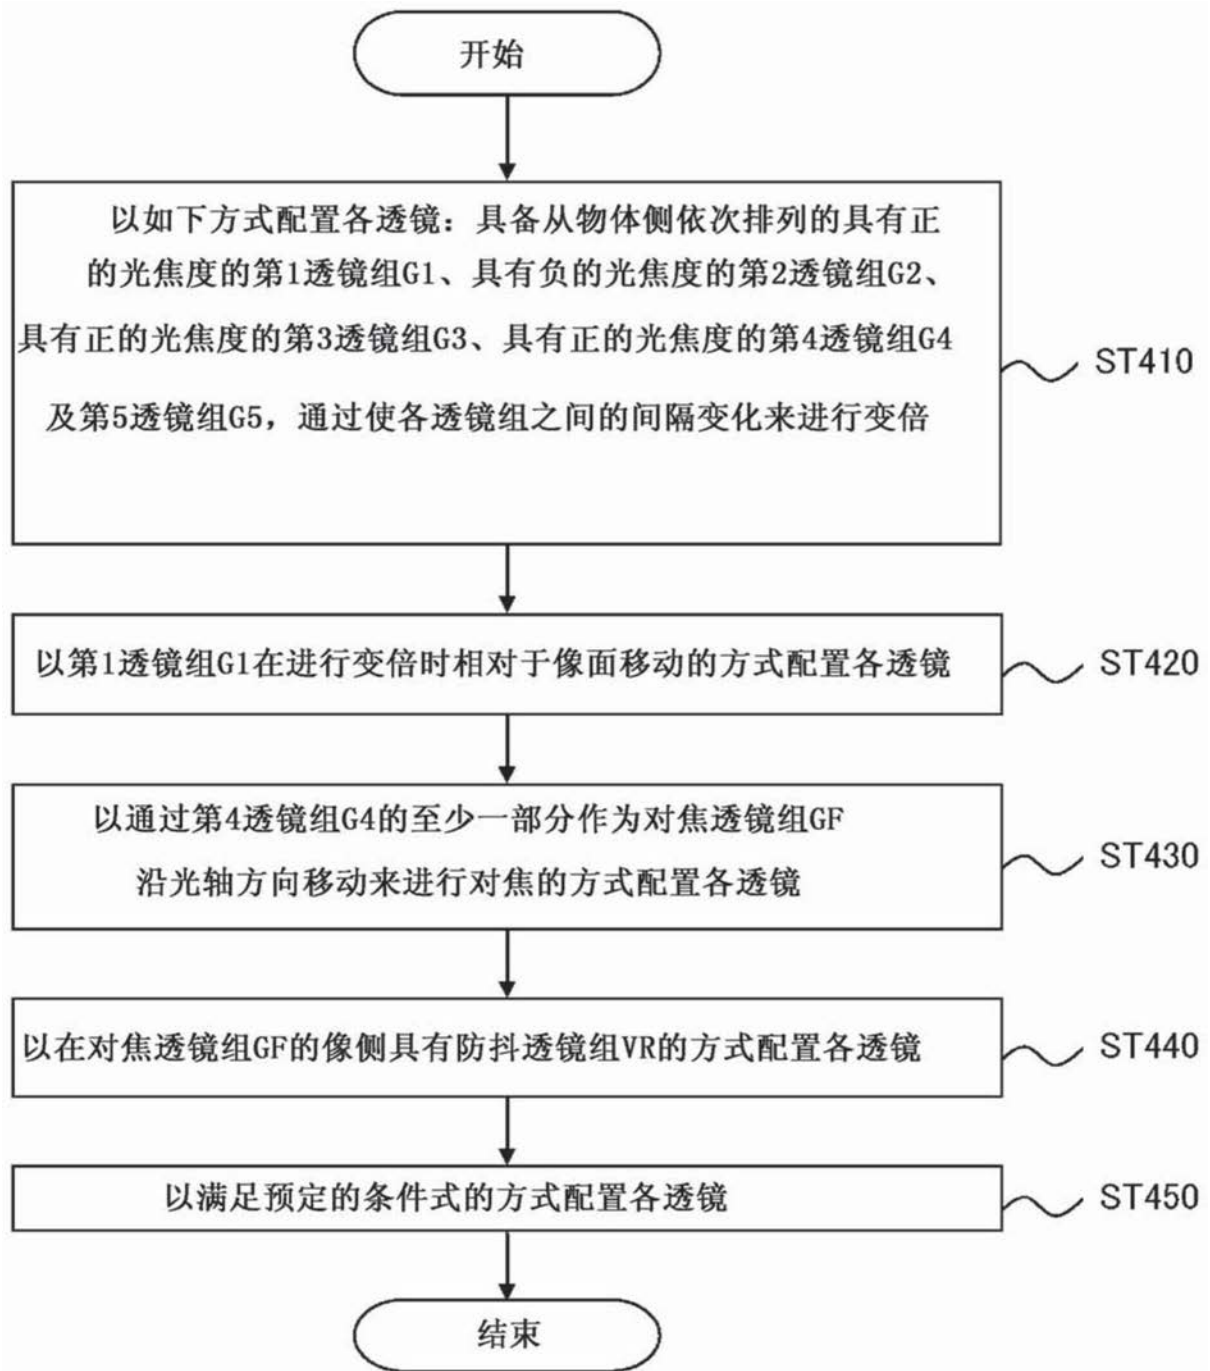 开始
以如下方式配置各透镜：具备从物体侧依次排列的具有正
的光焦度的第1透镜组G1、具有负的光焦度的第2透镜组G2、
具有正的光焦度的第3透镜组G3、具有正的光焦度的第4透镜组G4
及第5透镜组G5，通过使各透镜组之间的间隔变化来进行变倍
ST410
以第1透镜组G1在进行变倍时相对于像面移动的方式配置各透镜
ST420
以通过第4透镜组G4的至少一部分作为对焦透镜组GF
沿光轴方向移动来进行对焦的方式配置各透镜
ST430
以在对焦透镜组GF的像侧具有防抖透镜组VR的方式配置各透镜
ST440
以满足预定的条件式的方式配置各透镜
ST450
结束